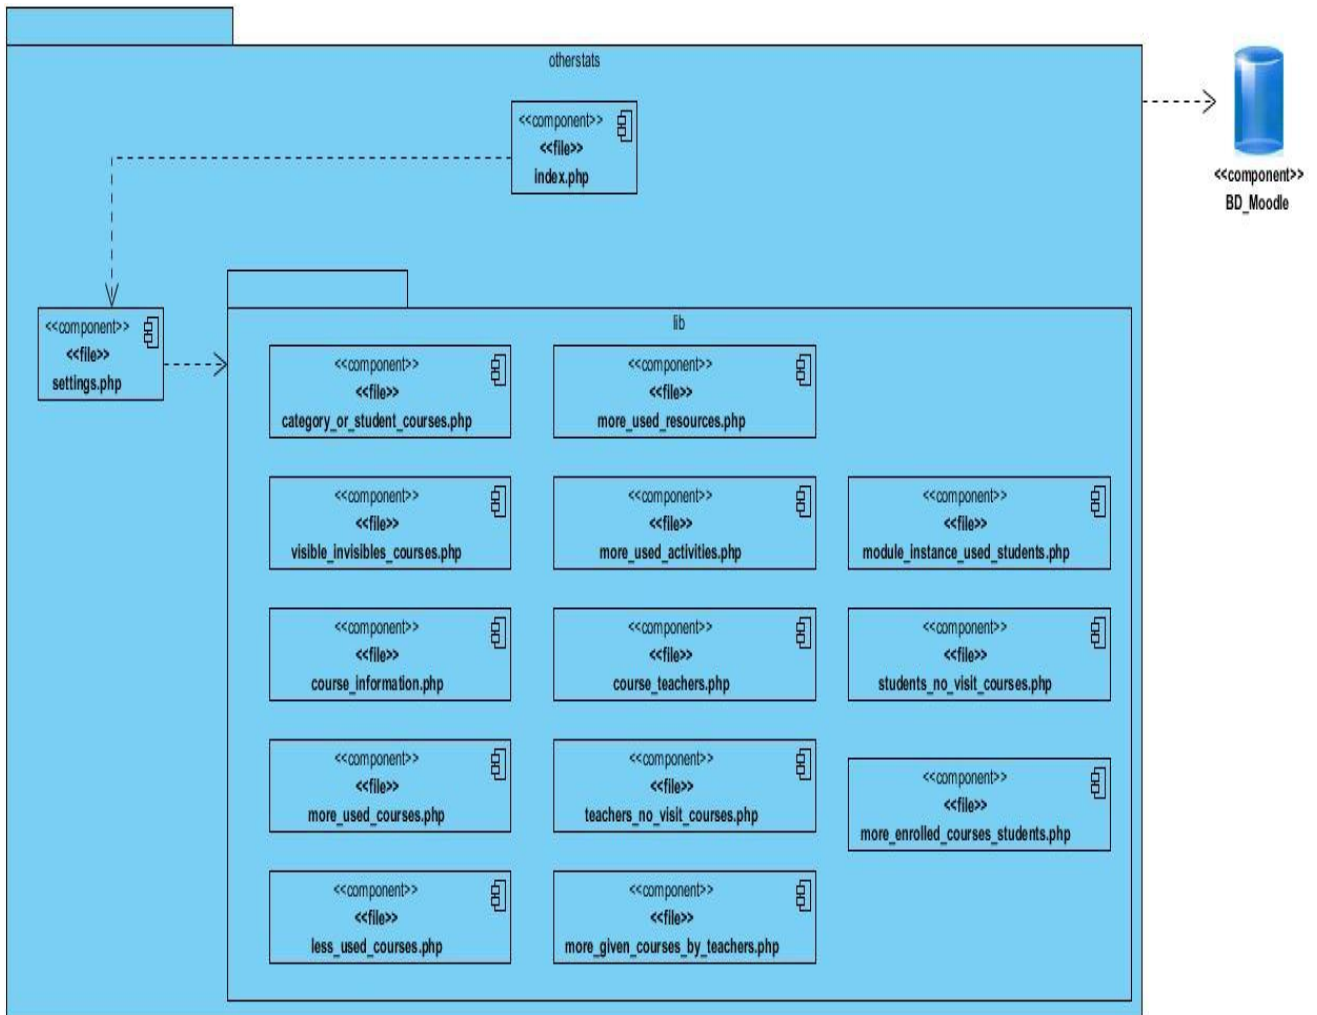 otherstats
<<component>>
<<file>>
index.php
<<component>>
BD_Moodle
<<component>>
<<file>>
settings.php
lib
<<component>>
<<file>>
category_or_student_courses.php
<<component>>
<<file>>
more_used_resources.php
<<component>>
<<file>>
visible_invisibles_courses.php
<<component>>
<<file>>
more_used_activities.php
<<component>>
<<file>>
module_instance_used_students.php
<<component>>
<<file>>
course_information.php
<<component>>
<<file>>
course_teachers.php
<<component>>
<<file>>
students_no_visit_courses.php
<<component>>
<<file>>
more_used_courses.php
<<component>>
<<file>>
teachers_no_visit_courses.php
<<component>>
<<file>>
more_enrolled_courses_students.php
<<component>>
<<file>>
less_used_courses.php
<<component>>
<<file>>
more_given_courses_by_teachers.php